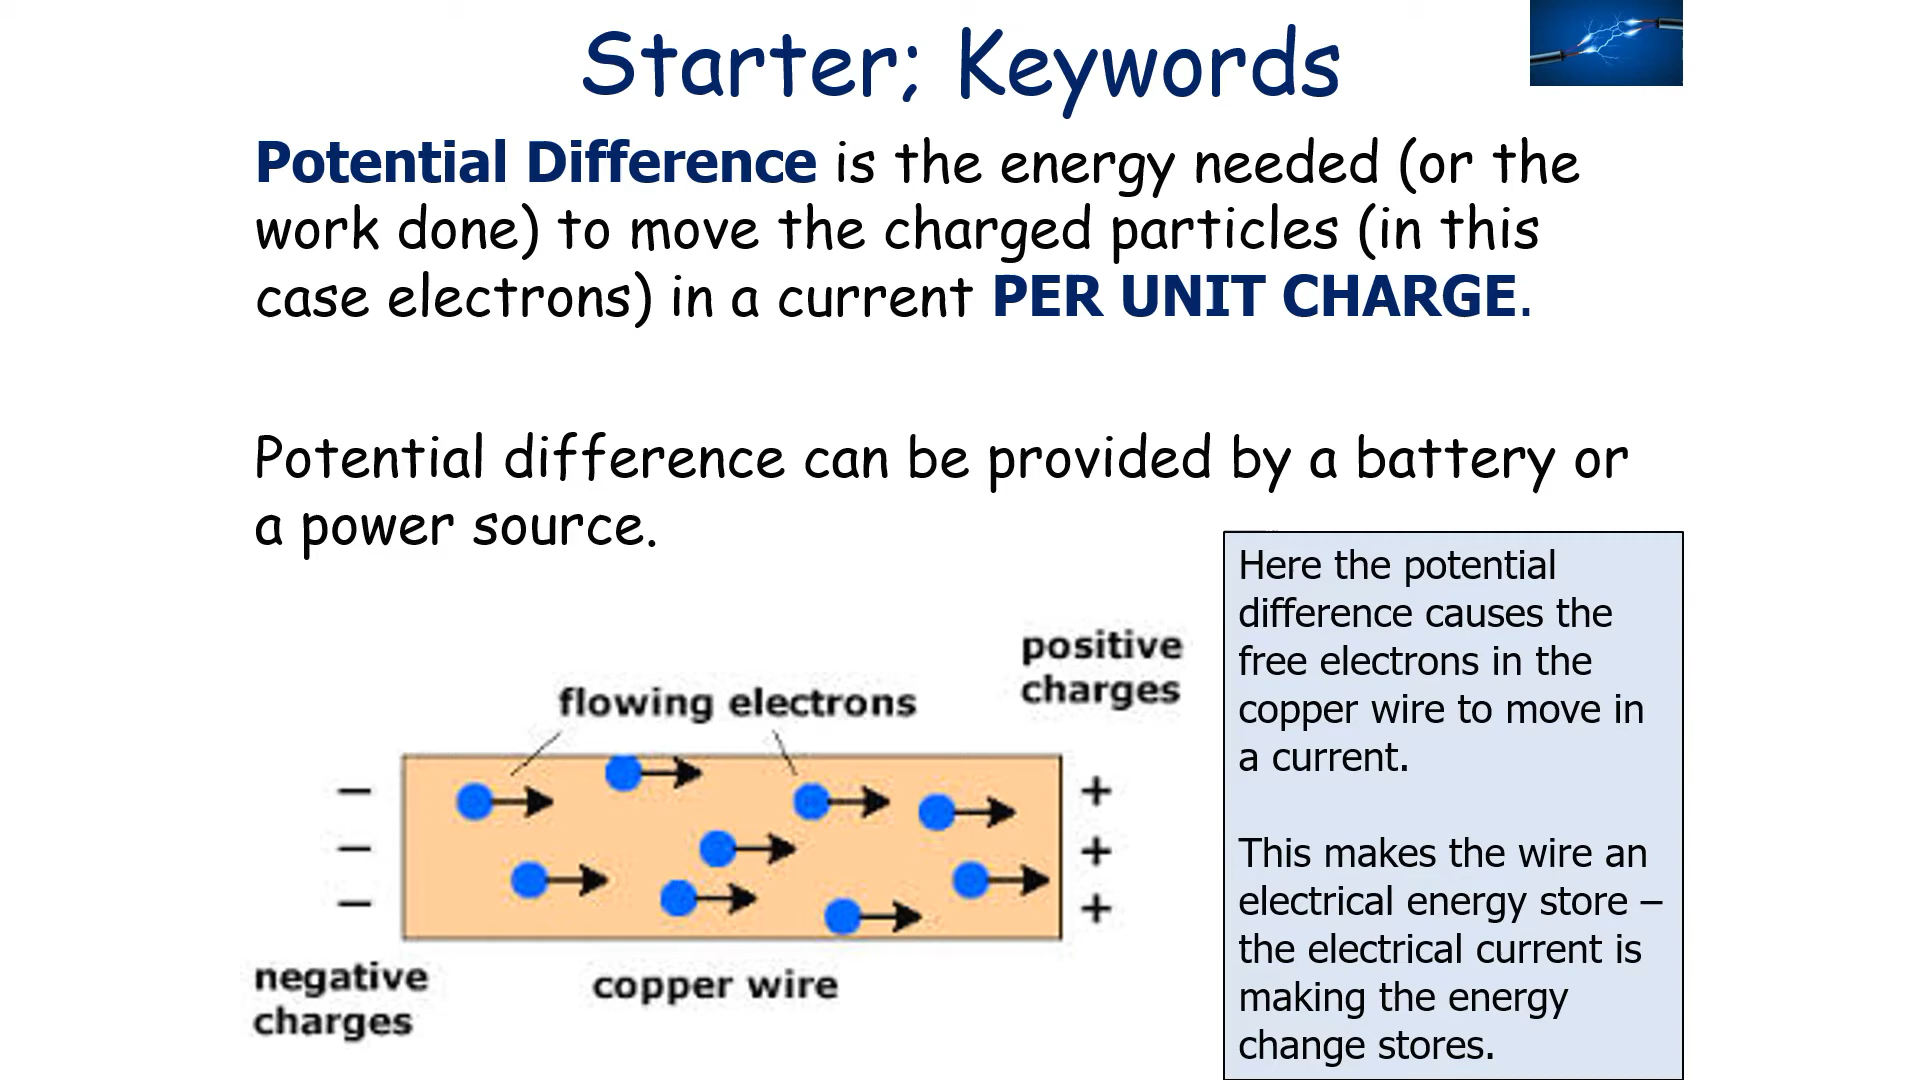 Starter; Keywords
Potential Difference is the energy needed (or the
work done) to move the charged particles (in this
case electrons) in a current PER UNIT CHARGE.
Potential difference can be provided by a battery or
a power source.
Here the potential
difference causes the
free electrons in the
copper wire to move in
a current.
This makes the wire an
electrical energy store –
the electrical current is
making the energy
change stores.
positive
charges
flowing electrons
– +
– +
– +
negative
charges
copper wire